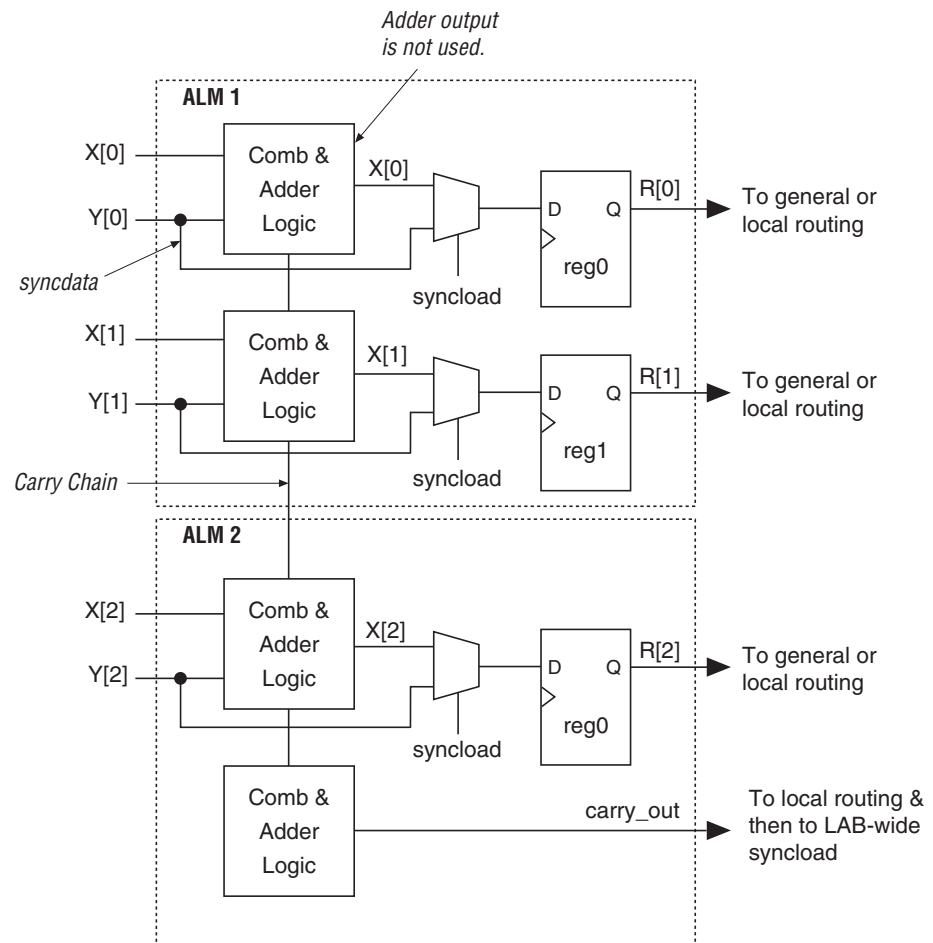 Adder output
is not used.
ALM 1
X[0]
Comb &
Adder
Logic
X[0]
Y[0]
D Q
reg0
R[0]
To general or
local routing
syncdata
syncload
X[1]
Comb &
Adder
Logic
X[1]
Y[1]
D Q
reg1
R[1]
To general or
local routing
syncload
Carry Chain
ALM 2
X[2]
Comb &
Adder
Logic
X[2]
Y[2]
D Q
reg0
R[2]
To general or
local routing
syncload
Comb &
Adder
Logic
carry_out
To local routing &
then to LAB-wide
syncload